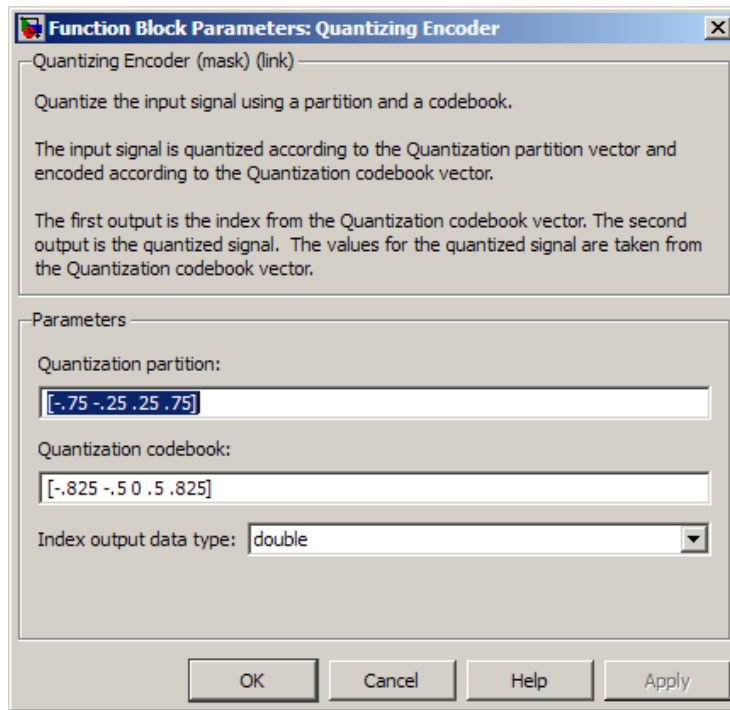 Function Block Parameters: Quantizing Encoder
Quantizing Encoder (mask) (link)
Quantize the input signal using a partition and a codebook.
The input signal is quantized according to the Quantization partition vector and
encoded according to the Quantization codebook vector.
The first output is the index from the Quantization codebook vector. The second
output is the quantized signal.  The values for the quantized signal are taken from
the Quantization codebook vector.
Parameters
Quantization partition:
[-.75 -.25 .25 .75]
Quantization codebook:
[-.825 -.5 0 .5 .825]
Index output data type: double
OK Cancel Help Apply